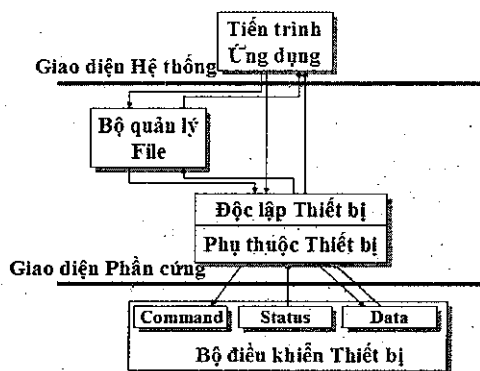 Tiến trình
Ứng dụng
Giao diện Hệ thống
Bộ quản lý
File
Độc lập Thiết bị
Phụ thuộc Thiết bị
Giao diện Phần cứng
Command Status Data
Bộ điều khiển Thiết bị